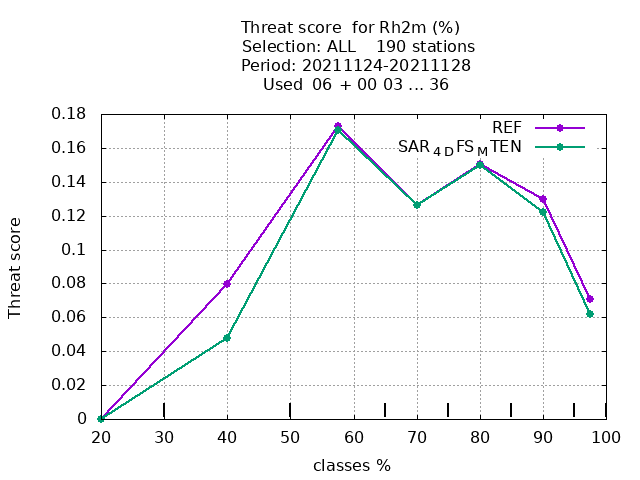 Threat score  for Rh2m (%)
Selection: ALL    190 stations
Period: 20211124-20211128
Used  06 + 00 03 ... 36
REF
SAR4DFSMTEN
0.18
0.16
0.14
0.12
0.1
0.08
0.06
0.04
0.02
0
Threat score
20 30 40 50 60 70 80 90 100
classes %